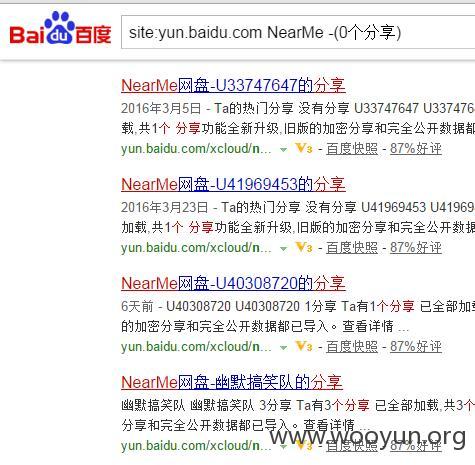 Bai du 百度
site:yun.baidu.com NearMe -(0个分享)
NearMe网盘-U33747647的分享
2016年3月5日 - Ta的热门分享 没有分享 U33747647 U337476
载,共1个 分享功能全新升级,旧版的加密分享和完全公开数据都
yun.baidu.com/xcloud/n... V3 - 百度快照 - 87%好评
NearMe网盘-U41969453的分享
2016年3月23日 - Ta的热门分享 没有分享 U41969453 U4196
加载,共1个 分享功能全新升级,旧版的加密分享和完全公开数
yun.baidu.com/xcloud/n... V3 - 百度快照 - 87%好评
NearMe网盘-U40308720的分享
6天前 - U40308720 U40308720 1分享 Ta有1个分享 已全部加载
的加密分享和完全公开数据都已导入。查看详情 ...
yun.baidu.com/xcloud/n... V3 - 百度快照 - 87%好评
NearMe网盘-幽默搞笑队的分享
幽默搞笑队 幽默搞笑队 3分享 Ta有3个分享 已全部加载,共3个
分享和完全公开数据都已导入。查看详情 ...
www.wooyun.org
yun.baidu.com/xcloud/n... V3 - 百度快照 - 87%好评